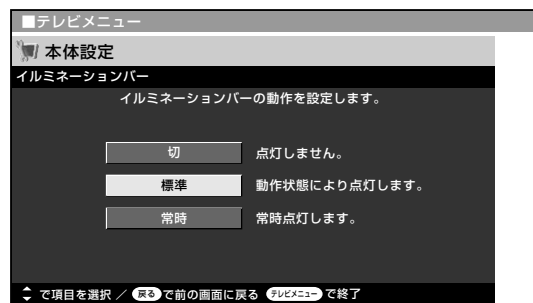 ■テレビメニュー
本体設定
イルミネーションバー
イルミネーションバーの動作を設定します。
切 点灯しません。
標準 動作状態により点灯します。
常時 常時点灯します。
で項目を選択 ／ 戻る で前の画面に戻る テレビメニュー で終了